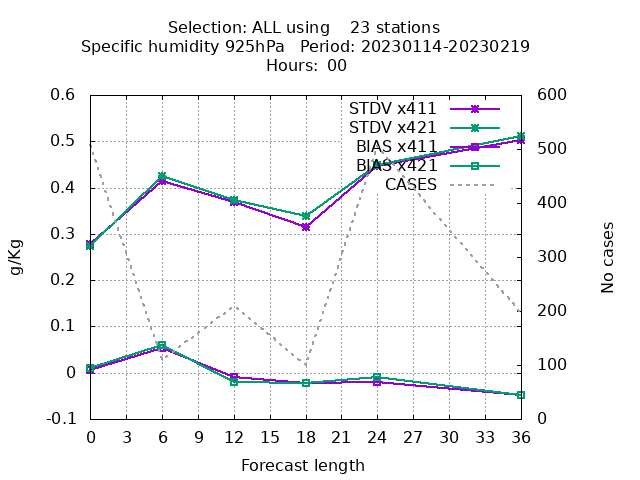 Selection: ALL using 23 stations
Specific humidity 925hPa Period: 20230114-20230219
Hours: 00
STDV x411
STDV x421
BIAS x411
BIAS x421
CASES
g/Kg
0.6
0.5
0.4
0.3
0.2
0.1
0
-0.1
600
500
400
300
200
100
0
No cases
0 3 6 9 12 15 18 21 24 27 30 33 36
Forecast length